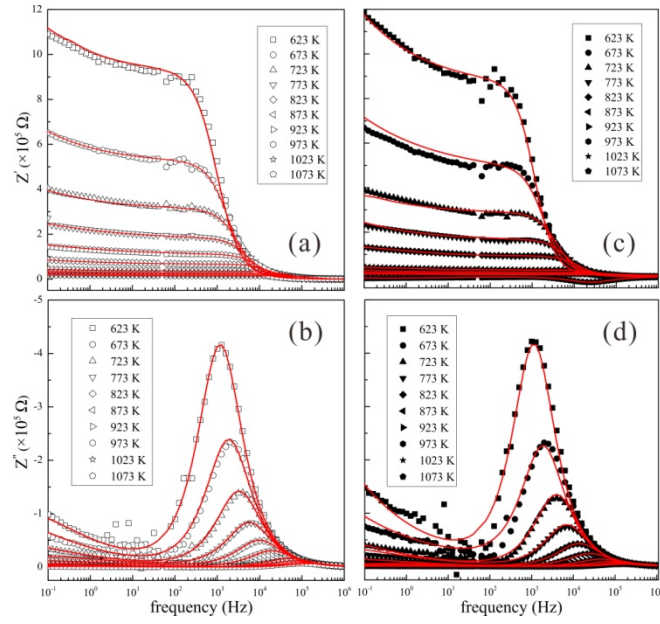 12
10
8
6
4
2
0
Z' (×10⁵ Ω)
623 K
673 K
723 K
773 K
823 K
873 K
923 K
973 K
1023 K
1073 K
(a)
623 K
673 K
723 K
773 K
823 K
873 K
923 K
973 K
1023 K
1073 K
(c)
-5
-4
-3
-2
-1
0
Z" (×10⁵ Ω)
623 K
673 K
723 K
773 K
823 K
873 K
923 K
973 K
1023 K
1073 K
(b)
623 K
673 K
723 K
773 K
823 K
873 K
923 K
973 K
1023 K
1073 K
(d)
10⁻¹ 10⁰ 10¹ 10² 10³ 10⁴ 10⁵ 10⁶
10⁻¹ 10⁰ 10¹ 10² 10³ 10⁴ 10⁵ 10⁶
frequency (Hz)
frequency (Hz)